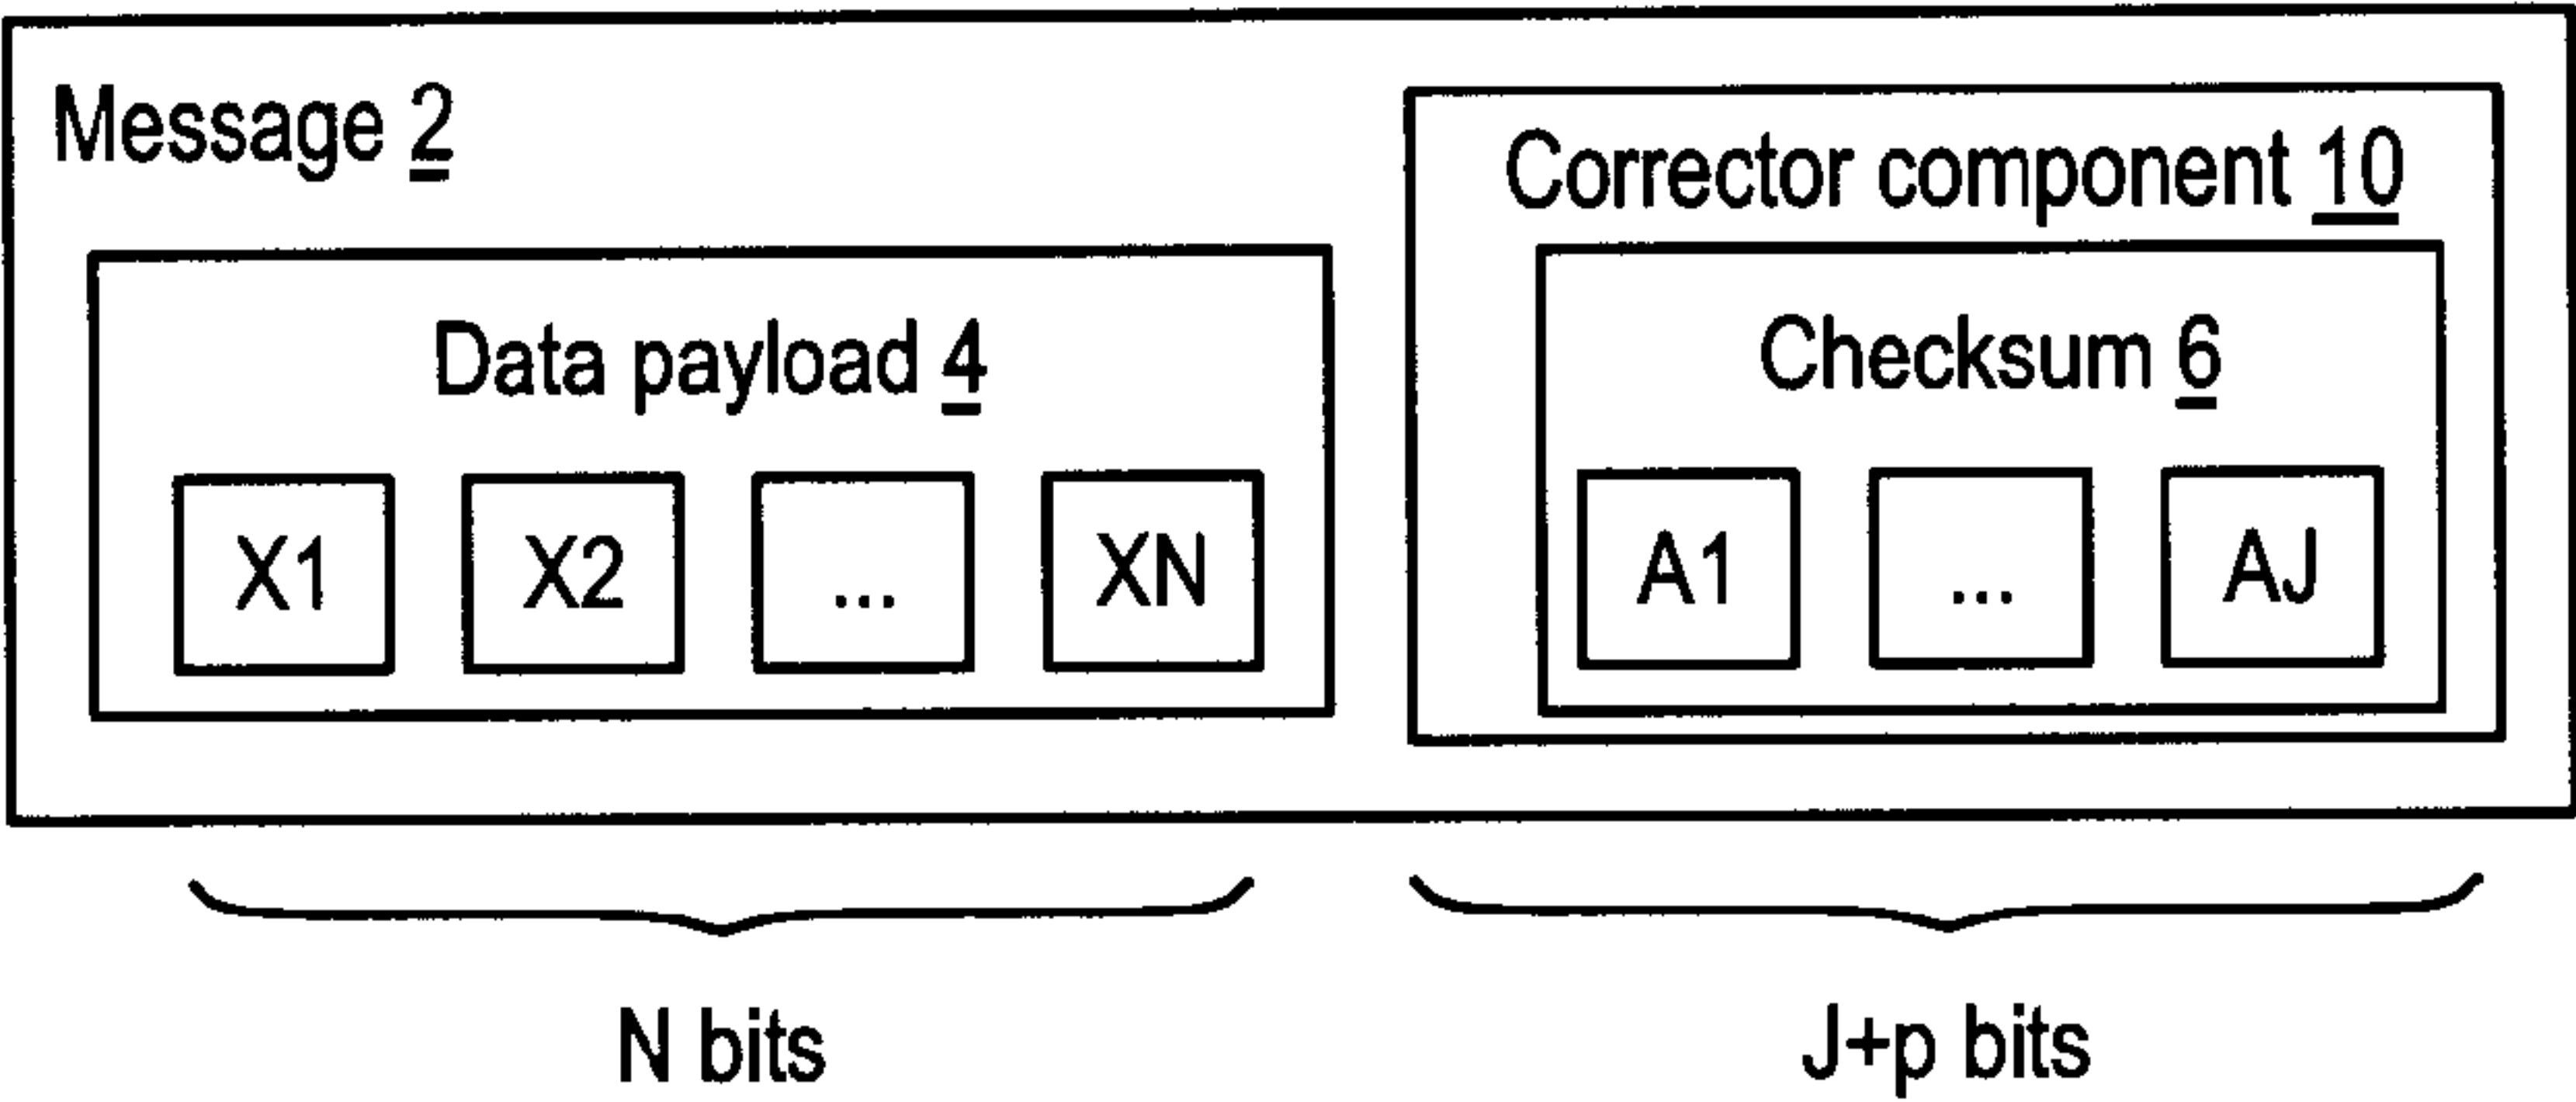 Message 2
Corrector component 10
Data payload 4
Checksum 6
X1 X2 ... XN
A1 ... AJ
N bits
J+p bits